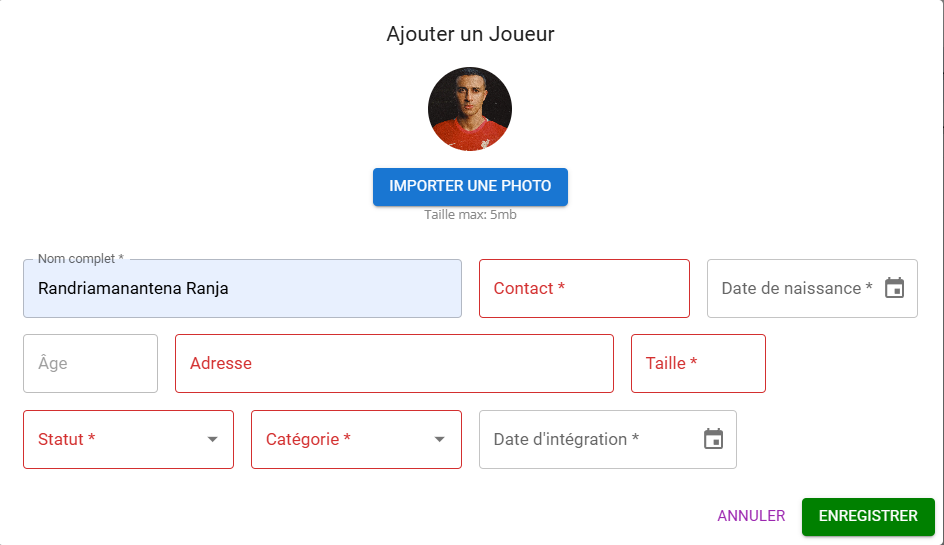 Ajouter un Joueur
IMPORTER UNE PHOTO
Taille max: 5mb
Nom complet *
Randriamanantena Ranja
Contact *
Date de naissance *
Âge
Adresse
Taille *
Statut *
Catégorie *
Date d'intégration *
ANNULER
ENREGISTRER